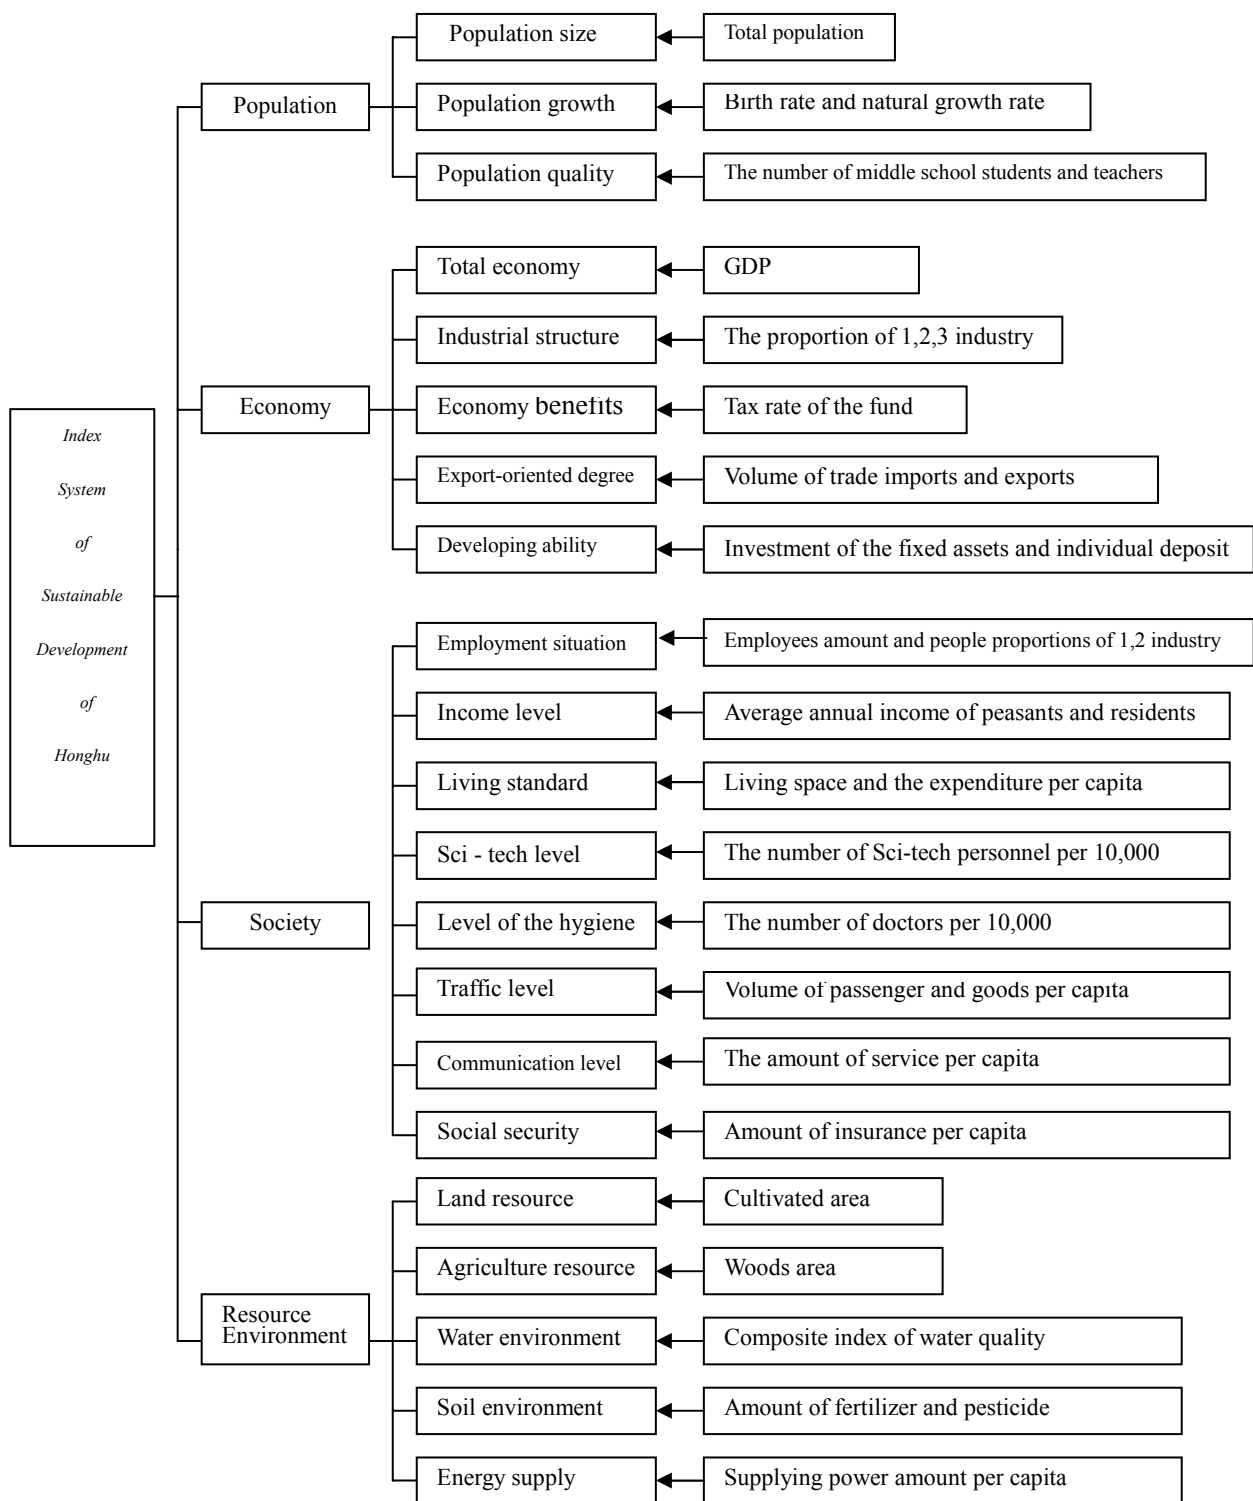 Index
System
of
Sustainable
Development
of
Honghu
Population
Population size
Total population
Population growth
Birth rate and natural growth rate
Population quality
The number of middle school students and teachers
Economy
Total economy
GDP
Industrial structure
The proportion of 1,2,3 industry
Economy benefits
Tax rate of the fund
Export-oriented degree
Volume of trade imports and exports
Developing ability
Investment of the fixed assets and individual deposit
Society
Employment situation
Employees amount and people proportions of 1,2 industry
Income level
Average annual income of peasants and residents
Living standard
Living space and the expenditure per capita
Sci - tech level
The number of Sci-tech personnel per 10,000
Level of the hygiene
The number of doctors per 10,000
Traffic level
Volume of passenger and goods per capita
Communication level
The amount of service per capita
Social security
Amount of insurance per capita
Resource
Environment
Land resource
Cultivated area
Agriculture resource
Woods area
Water environment
Composite index of water quality
Soil environment
Amount of fertilizer and pesticide
Energy supply
Supplying power amount per capita